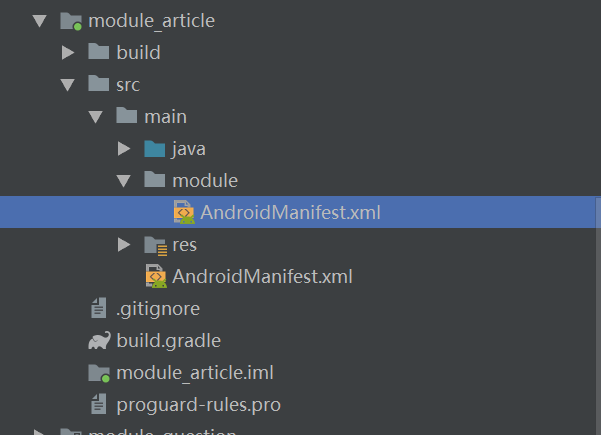 module_article
build
src
main
java
module
AndroidManifest.xml
res
AndroidManifest.xml
.gitignore
build.gradle
module_article.iml
proguard-rules.pro
module_question